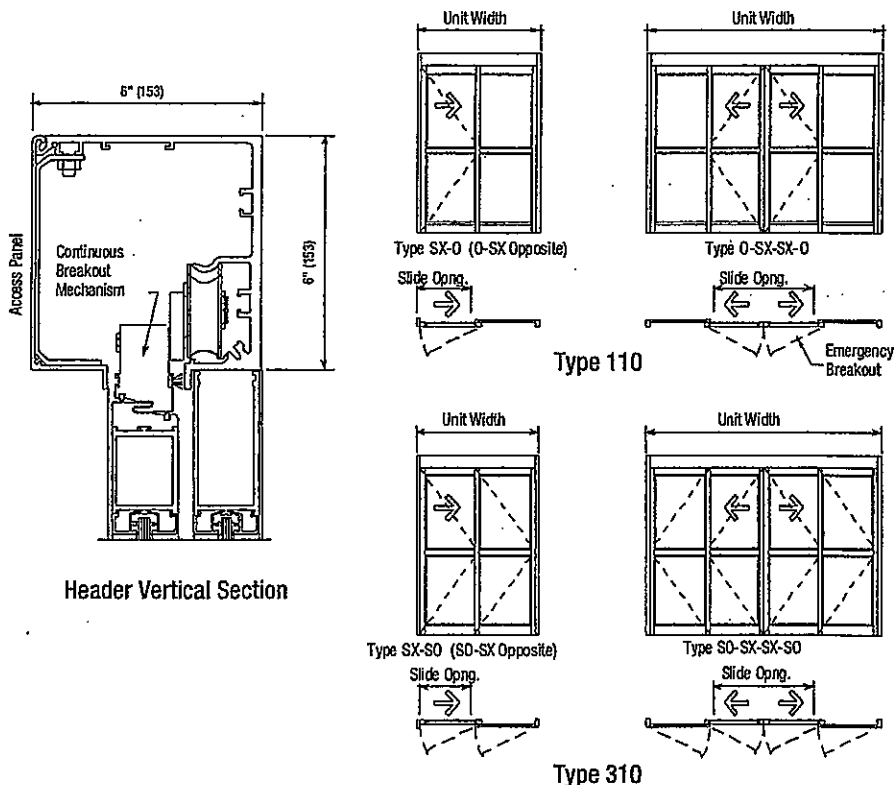 6" (153)
6" (153)
Access Panel
Continuous
Breakout
Mechanism
Header Vertical Section
Unit Width
Unit Width
Type SX-O (O-SX Opposite)
Type O-SX-SX-O
Slide Opng.
Slide Opng.
Emergency
Breakout
Type 110
Unit Width
Unit Width
Type SX-SO (SO-SX Opposite)
Type SO-SX-SX-SO
Slide Opng.
Slide Opng.
Type 310